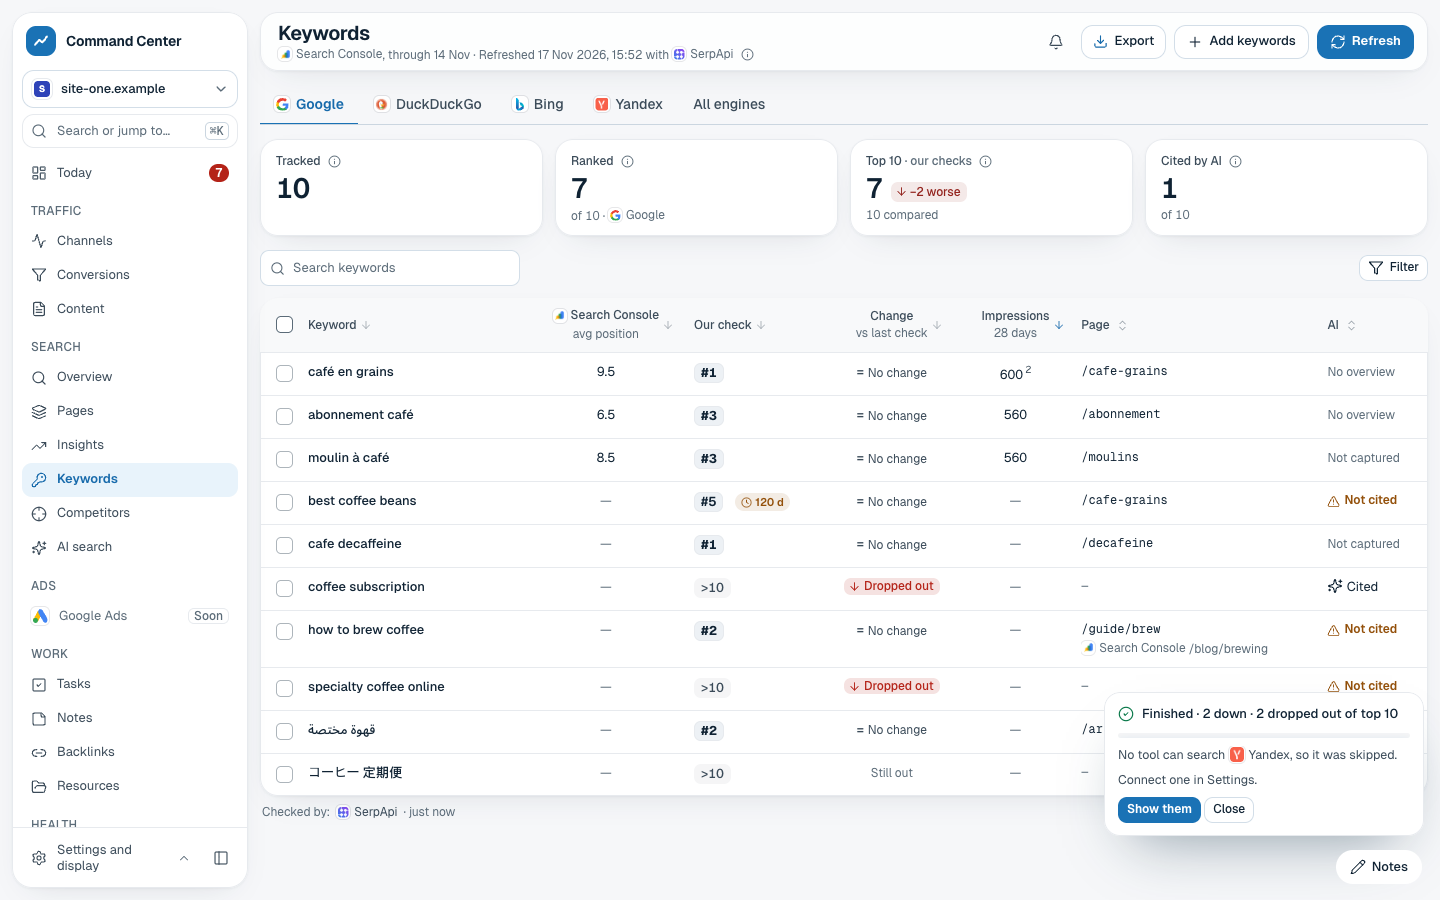 Command Center
S site-one.example
Search or jump to… ⌘K
Today 7
TRAFFIC
Channels
Conversions
Content
SEARCH
Overview
Pages
Insights
Keywords
Competitors
AI search
ADS
Google Ads Soon
WORK
Tasks
Notes
Backlinks
Resources
HEALTH
Settings and
display
Keywords
Search Console, through 14 Nov · Refreshed 17 Nov 2026, 15:52 with SerpApi
Export
Add keywords
Refresh
Google DuckDuckGo Bing Yandex All engines
Tracked
10
Ranked
7
of 10 · Google
Top 10 · our checks
7 −2 worse
10 compared
Cited by AI
1
of 10
Search keywords
Filter
Keyword Search Console avg position Our check Change vs last check Impressions 28 days Page AI
café en grains 9.5 #1 = No change 600 2 /cafe-grains No overview
abonnement café 6.5 #3 = No change 560 /abonnement No overview
moulin à café 8.5 #3 = No change 560 /moulins Not captured
best coffee beans — #5 120 d = No change — /cafe-grains Not cited
cafe decaffeine — #1 = No change — /decafeine Not captured
coffee subscription — >10 Dropped out — – Cited
how to brew coffee — #2 = No change — /guide/brew Not cited
Search Console /blog/brewing
specialty coffee online — >10 Dropped out — – Not cited
قهوة مختصة — #2 = No change — /ar
コーヒー 定期便 — >10 Still out — –
Checked by: SerpApi · just now
Finished · 2 down · 2 dropped out of top 10
No tool can search Yandex, so it was skipped.
Connect one in Settings.
Show them Close
Notes